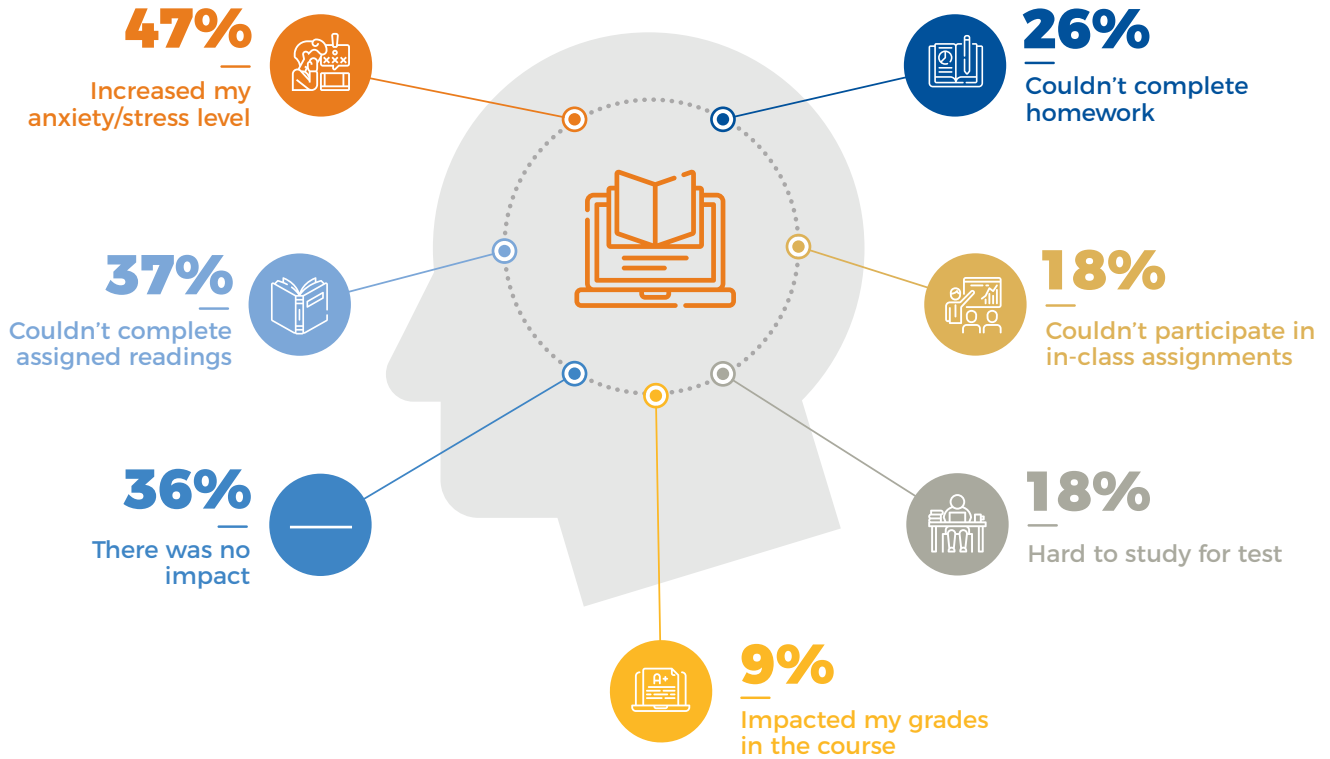 47%
Increased my
anxiety/stress level
26%
Couldn't complete
homework
37%
Couldn't complete
assigned readings
18%
Couldn't participate in
in-class assignments
36%
There was no
impact
18%
Hard to study for test
9%
Impacted my grades
in the course
xxx
A+